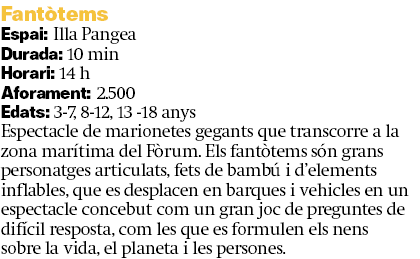 Fantòtems
Espai: Illa Pangea
Durada: 10 min
Horari: 14 h
Aforament: 2.500
Edats: 3-7, 8-12, 13 -18 anys
Espectacle de marionetes gegants que transcorre a la
zona marítima del Fòrum. Els fantòtems són grans
personatges articulats, fets de bambú i d'elements
inflables, que es desplacen en barques i vehicles en un
espectacle concebut com un gran joc de preguntes de
difícil resposta, com les que es formulen els nens
sobre la vida, el planeta i les persones.